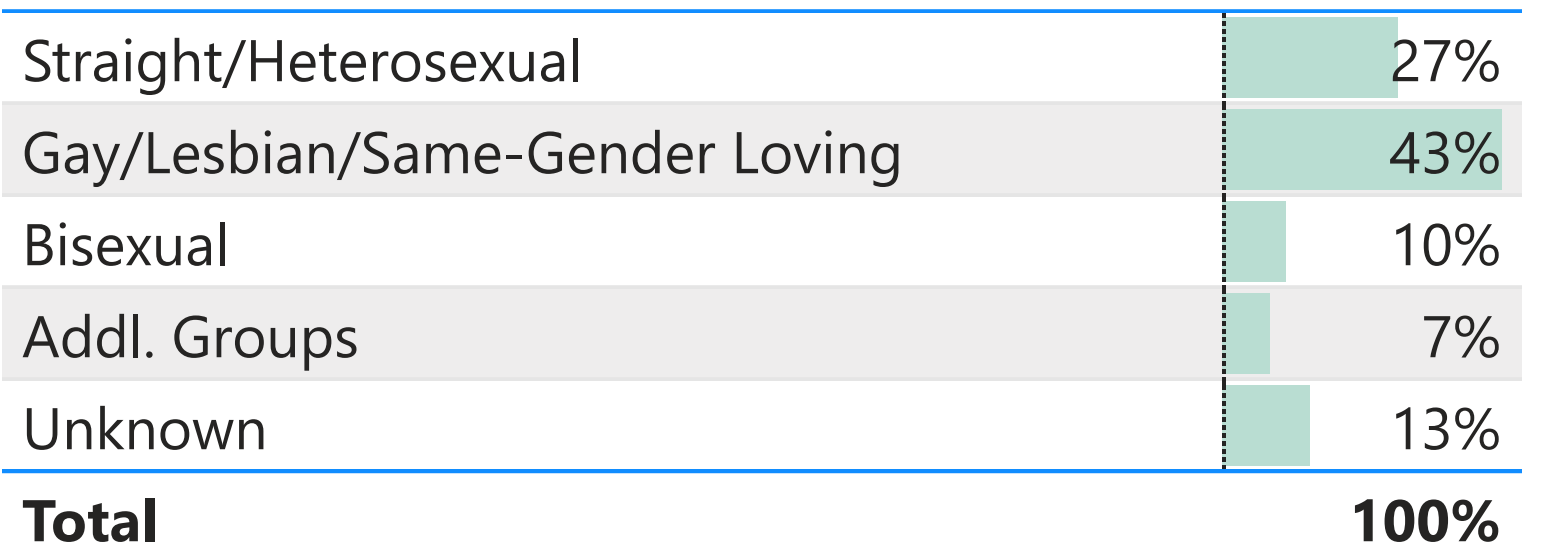 Straight/Heterosexual 27%
Gay/Lesbian/Same-Gender Loving 43%
Bisexual 10%
Addl. Groups 7%
Unknown 13%
Total 100%